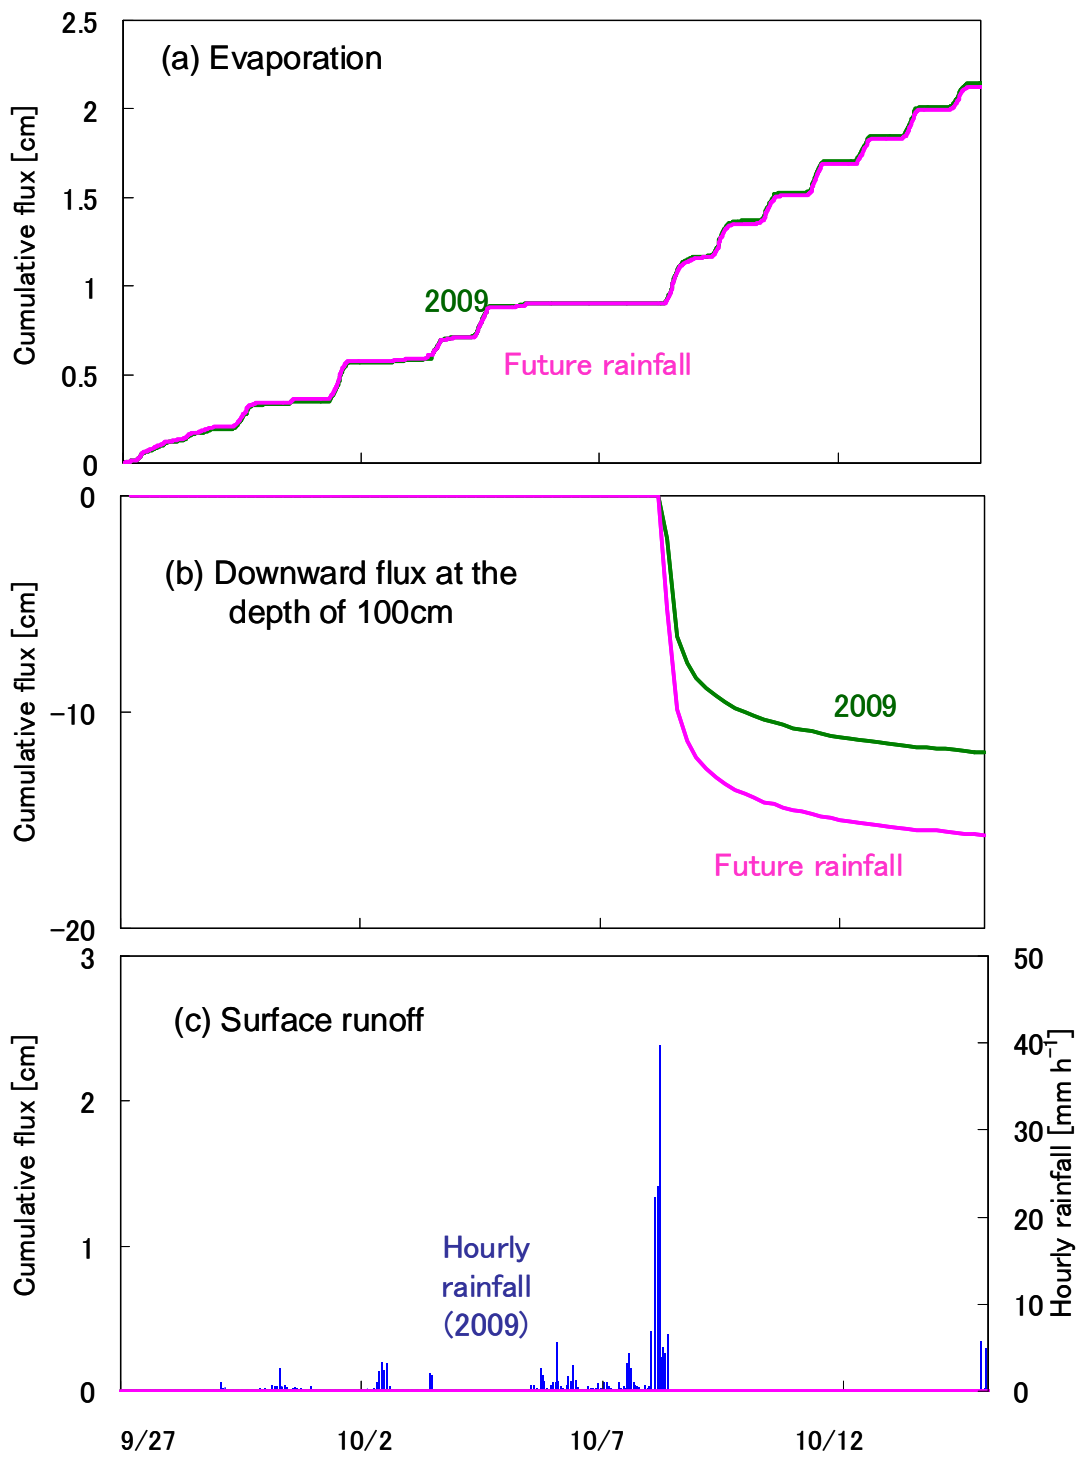 2.5
(a) Evaporation
2
1.5
1
0.5
0
Cumulative flux [cm]
2009
Future rainfall
0
(b) Downward flux at the
depth of 100cm
−10
−20
Cumulative flux [cm]
2009
Future rainfall
3
(c) Surface runoff
2
1
0
Cumulative flux [cm]
Hourly
rainfall
(2009)
50
40
30
20
10
0
Hourly rainfall [mm h⁻¹]
9/27 10/2 10/7 10/12